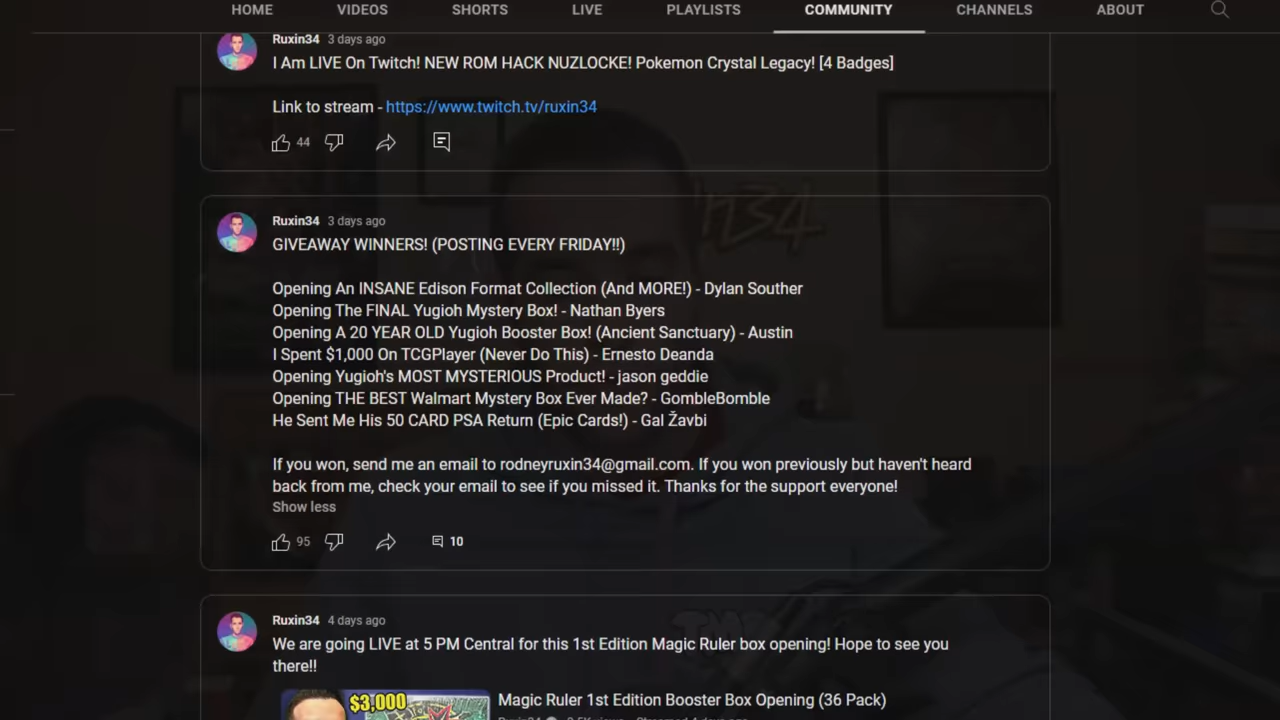 HOME VIDEOS SHORTS LIVE PLAYLISTS COMMUNITY CHANNELS ABOUT
Ruxin34 3 days ago
I Am LIVE On Twitch! NEW ROM HACK NUZLOCKE! Pokemon Crystal Legacy! [4 Badges]
Link to stream - https://www.twitch.tv/ruxin34
44
Ruxin34 3 days ago
GIVEAWAY WINNERS! (POSTING EVERY FRIDAY!!)
Opening An INSANE Edison Format Collection (And MORE!) - Dylan Souther
Opening The FINAL Yugioh Mystery Box! - Nathan Byers
Opening A 20 YEAR OLD Yugioh Booster Box! (Ancient Sanctuary) - Austin
I Spent $1,000 On TCGPlayer (Never Do This) - Ernesto Deanda
Opening Yugioh's MOST MYSTERIOUS Product! - jason geddie
Opening THE BEST Walmart Mystery Box Ever Made? - GombleBomble
He Sent Me His 50 CARD PSA Return (Epic Cards!) - Gal Žavbi
If you won, send me an email to rodneyruxin34@gmail.com. If you won previously but haven't heard
back from me, check your email to see if you missed it. Thanks for the support everyone!
Show less
95 10
Ruxin34 4 days ago
We are going LIVE at 5 PM Central for this 1st Edition Magic Ruler box opening! Hope to see you
there!!
$3,000
Magic Ruler 1st Edition Booster Box Opening (36 Pack)